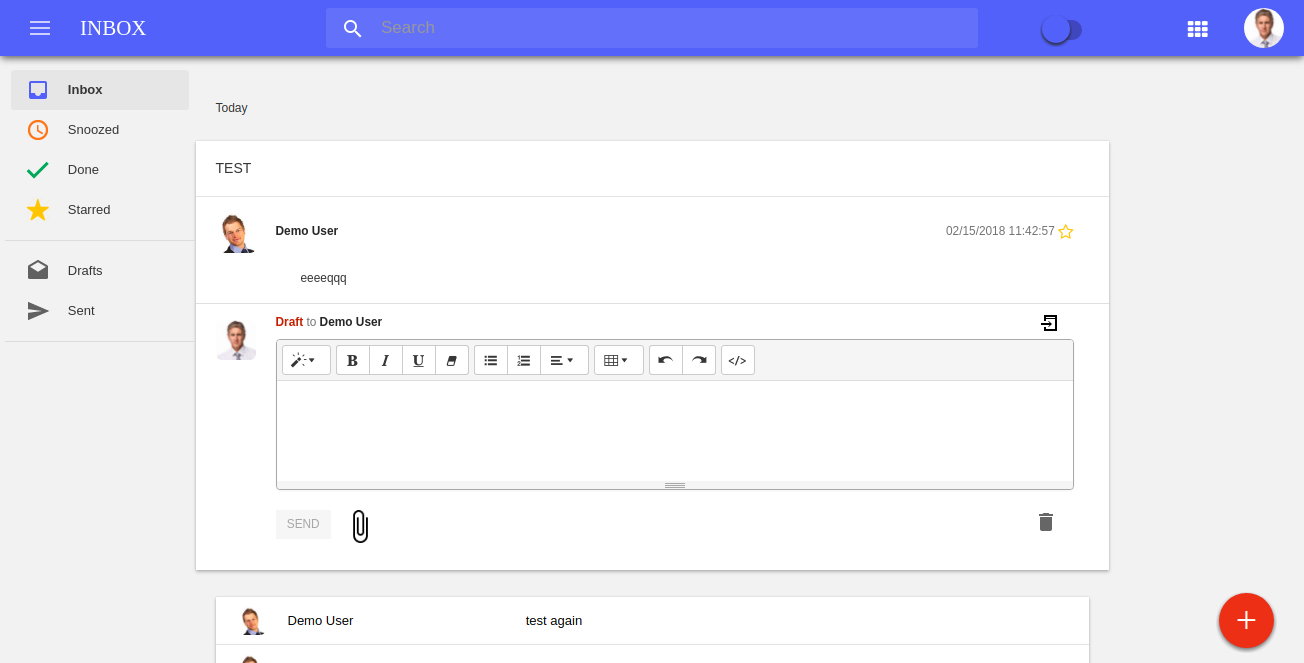 INBOX
Search
Inbox
Snoozed
Done
Starred
Drafts
Sent
Today
TEST
Demo User
02/15/2018 11:42:57
eeeeqqq
Draft to Demo User
B I U </>
SEND
Demo User test again